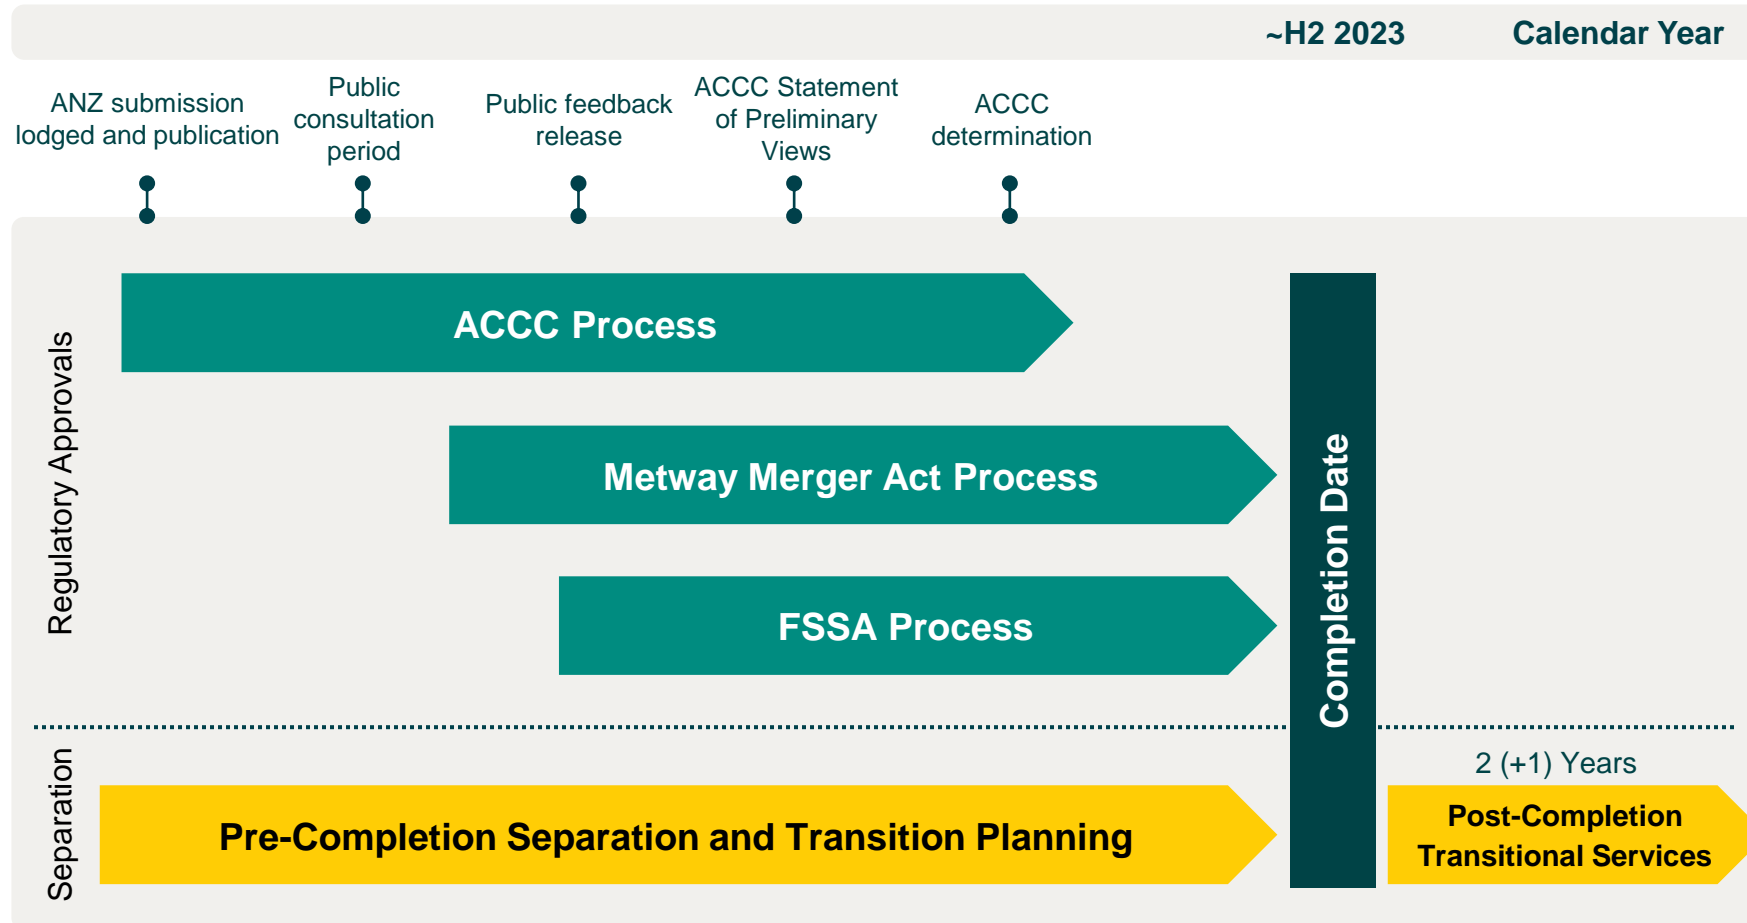 ~H2 2023
Calendar Year
ANZ submission
lodged and publication
Public
consultation
period
Public feedback
release
ACCC Statement
of Preliminary
Views
ACCC
determination
Regulatory Approvals
ACCC Process
Metway Merger Act Process
FSSA Process
Completion Date
Separation
Pre-Completion Separation and Transition Planning
2 (+1) Years
Post-Completion
Transitional Services